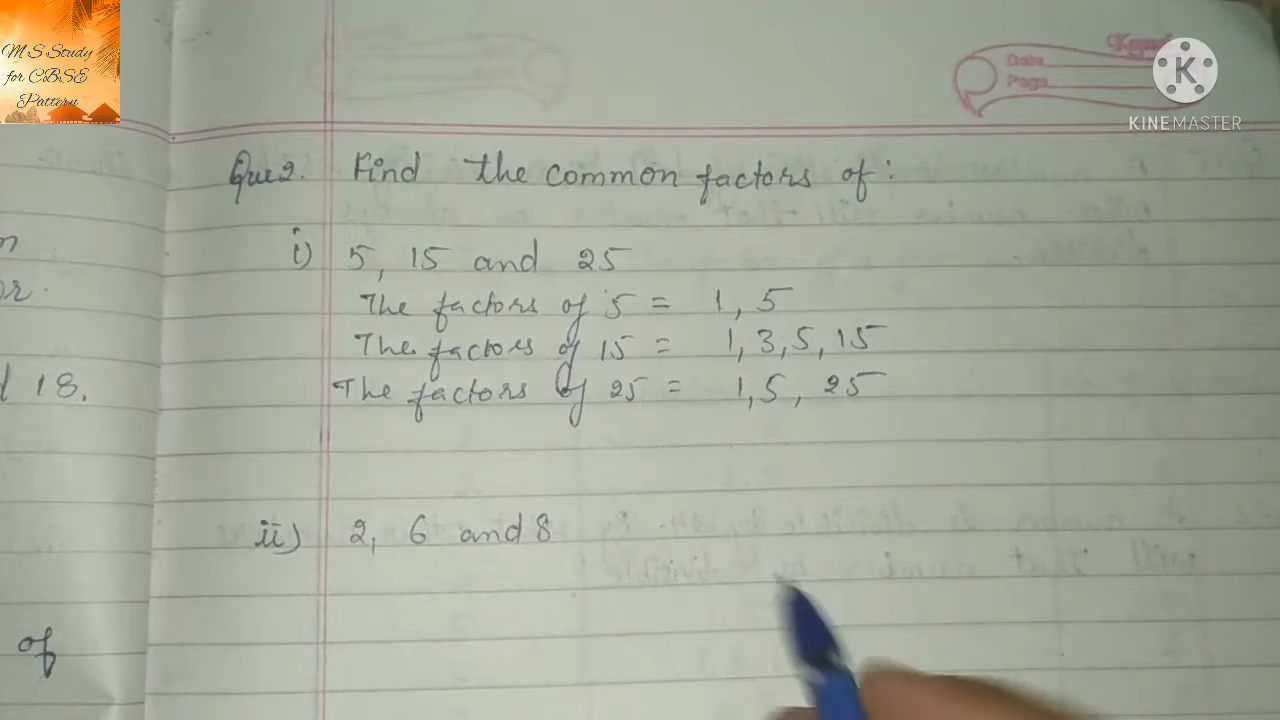 M S Study
for C.B.S.E
Pattern
Date
Page
K
KINEMASTER
Que2. Find the common factors of:
i) 5, 15 and 25
The factors of 5 = 1, 5
The factors of 15 = 1, 3, 5, 15
The factors of 25 = 1, 5, 25
18.
ii) 2, 6 and 8
of